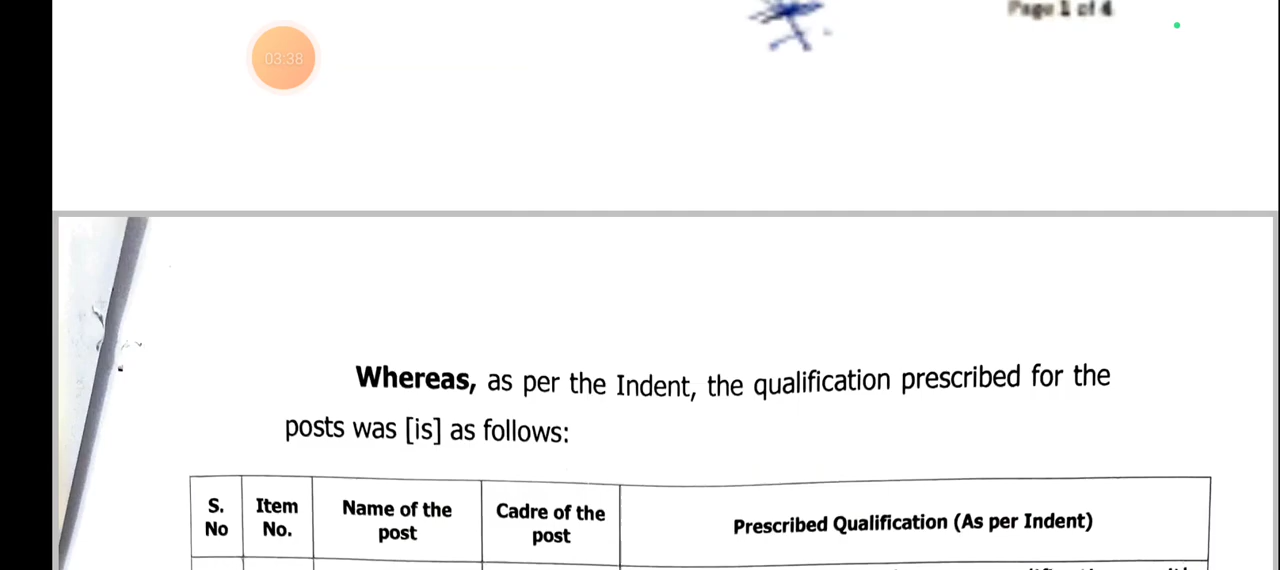 Page 1 of 4
03:38
Whereas, as per the Indent, the qualification prescribed for the
posts was [is] as follows:
S. No
Item No.
Name of the post
Cadre of the post
Prescribed Qualification (As per Indent)